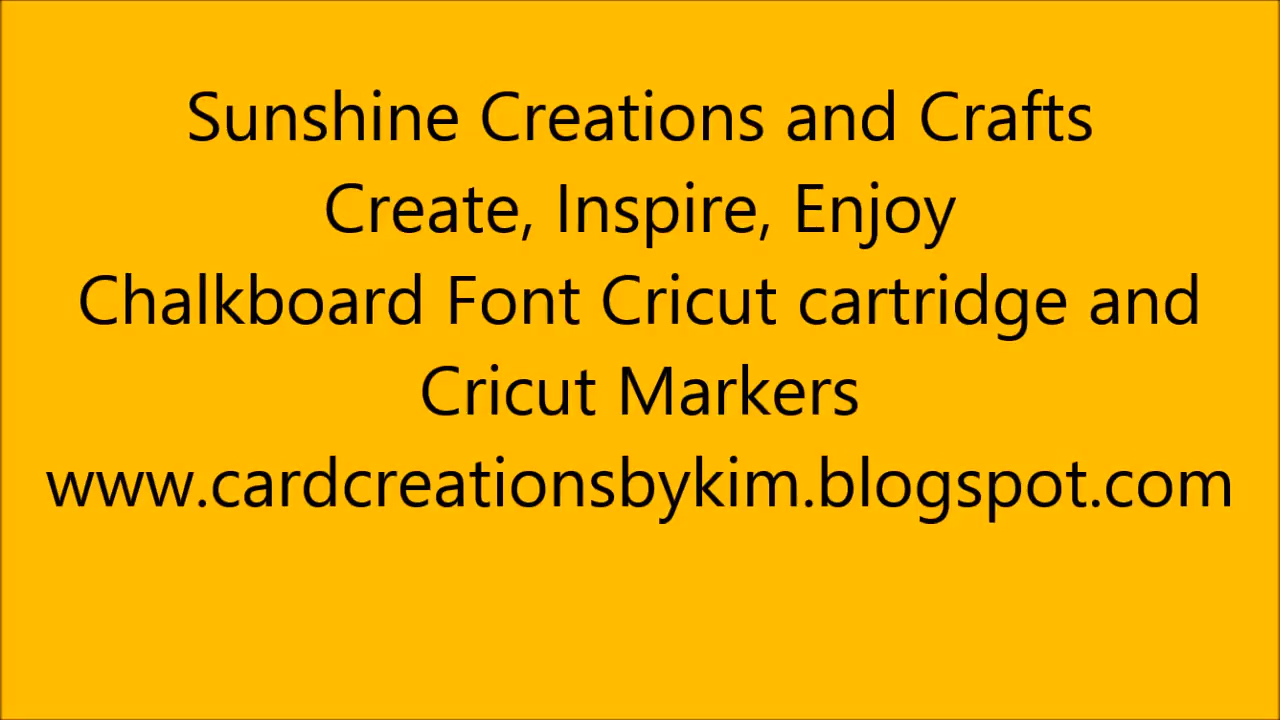 Sunshine Creations and Crafts
Create, Inspire, Enjoy
Chalkboard Font Cricut cartridge and
Cricut Markers
www.cardcreationsbykim.blogspot.com